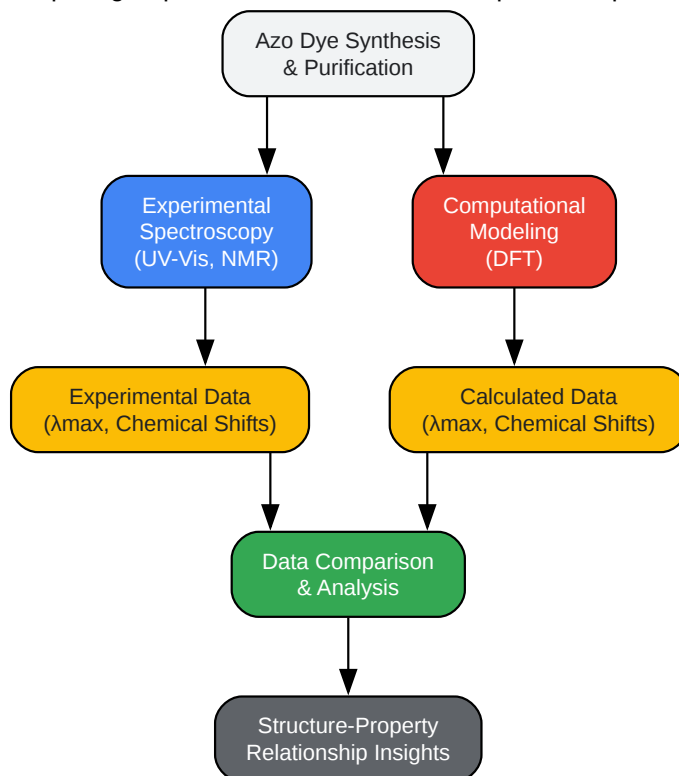 Azo Dye Synthesis
& Purification
Experimental
Spectroscopy
(UV-Vis, NMR)
Computational
Modeling
(DFT)
Experimental Data
(λmax, Chemical Shifts)
Calculated Data
(λmax, Chemical Shifts)
Data Comparison
& Analysis
Structure-Property
Relationship Insights